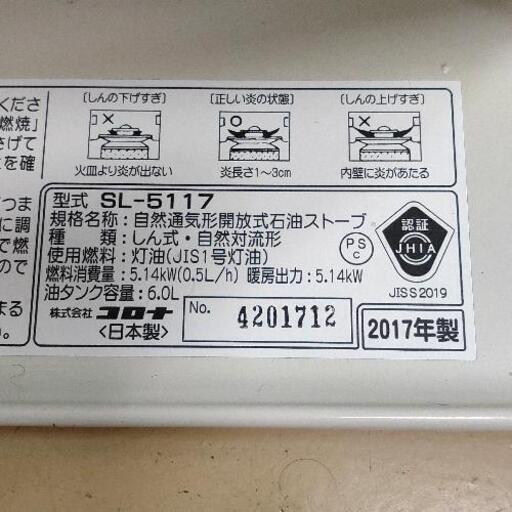 くださ
燃焼」
さげて
を確
つま
に調
で燃
ので
まる
い。
[しんの下げすぎ]
[正しい炎の状態]
[しんの上げすぎ]
火皿より炎が出ない
炎長さ1〜3cm
内壁に炎があたる
型式 SL-5117
規格名称:自然通気形開放式石油ストーブ
種 類:しん式・自然対流形
使用燃料:灯油(JIS1号灯油)
燃料消費量:5.14kW(0.5L/h) 暖房出力:5.14kW
油タンク容量:6.0L
株式会社 コロナ
<日本製>
No. 4201712
PSC
認証
JHIA
JISS2019
2017年製